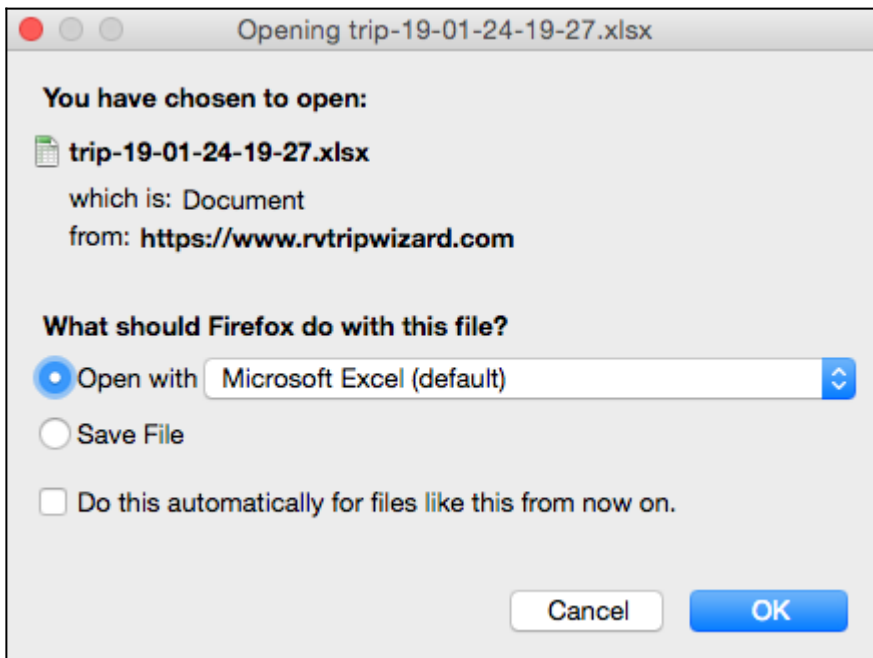 Opening trip-19-01-24-19-27.xlsx
You have chosen to open:
trip-19-01-24-19-27.xlsx
which is: Document
from: https://www.rvtripwizard.com
What should Firefox do with this file?
Open with Microsoft Excel (default)
Save File
Do this automatically for files like this from now on.
Cancel OK